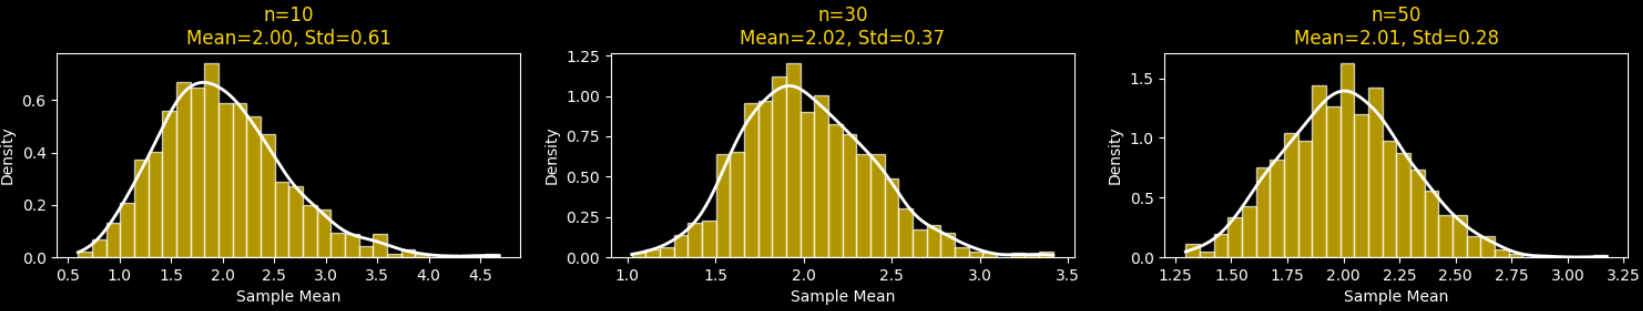 n=10
Mean=2.00, Std=0.61
Density
0.6
0.4
0.2
0.0
0.5 1.0 1.5 2.0 2.5 3.0 3.5 4.0 4.5
Sample Mean
n=30
Mean=2.02, Std=0.37
Density
1.25
1.00
0.75
0.50
0.25
0.00
1.0 1.5 2.0 2.5 3.0 3.5
Sample Mean
n=50
Mean=2.01, Std=0.28
Density
1.5
1.0
0.5
0.0
1.25 1.50 1.75 2.00 2.25 2.50 2.75 3.00 3.25
Sample Mean